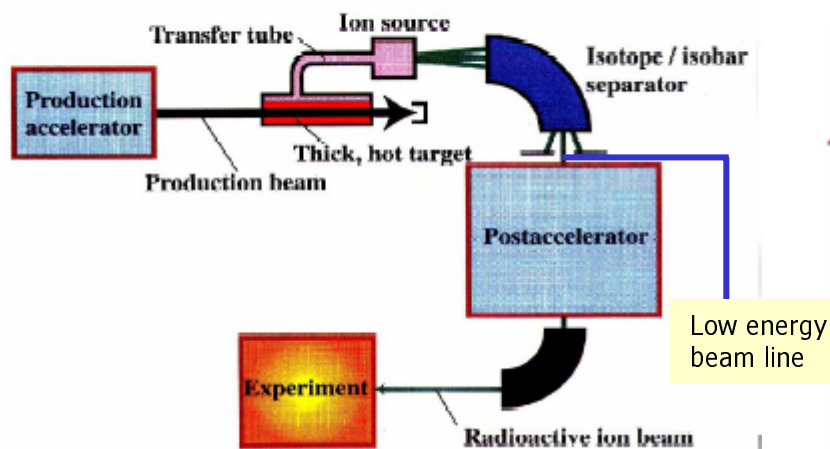 Ion source
Transfer tube
Isotope / isobar
separator
Production
accelerator
Thick, hot target
Production beam
Postaccelerator
Low energy
beam line
Experiment
Radioactive ion beam